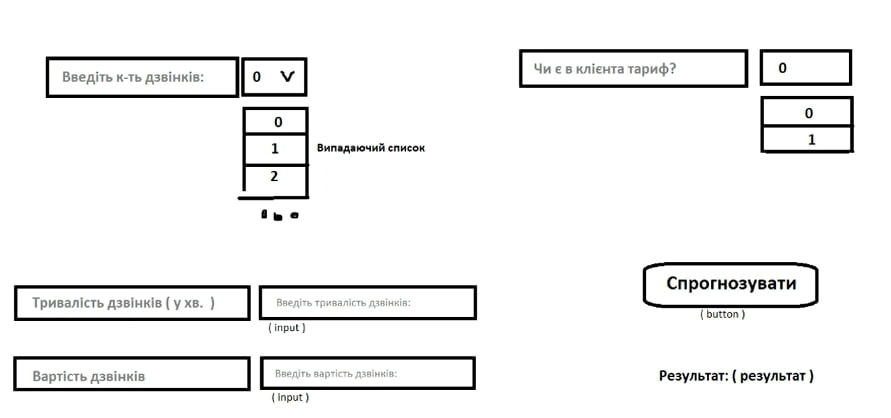 Введіть к-ть дзвінків:
0
0
1
2
Випадаючий список
Чи є в клієнта тариф?
0
0
1
Тривалість дзвінків ( у хв. )
Введіть тривалість дзвінків:
( input )
Вартість дзвінків
Введіть вартість дзвінків:
( input )
Спрогнозувати
( button )
Результат: ( результат )